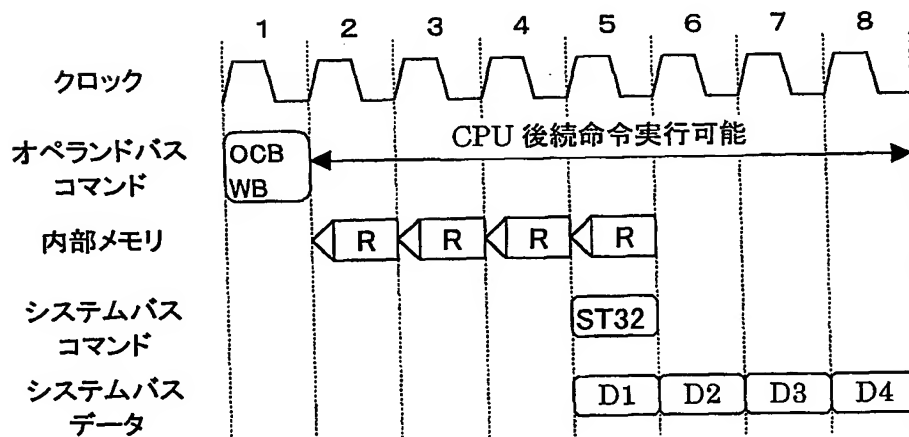 1 2 3 4 5 6 7 8
クロック
CPU 後続命令実行可能
オペランドバス
コマンド
OCB
WB
内部メモリ
R R R R
システムバス
コマンド
ST32
システムバス
データ
D1 D2 D3 D4